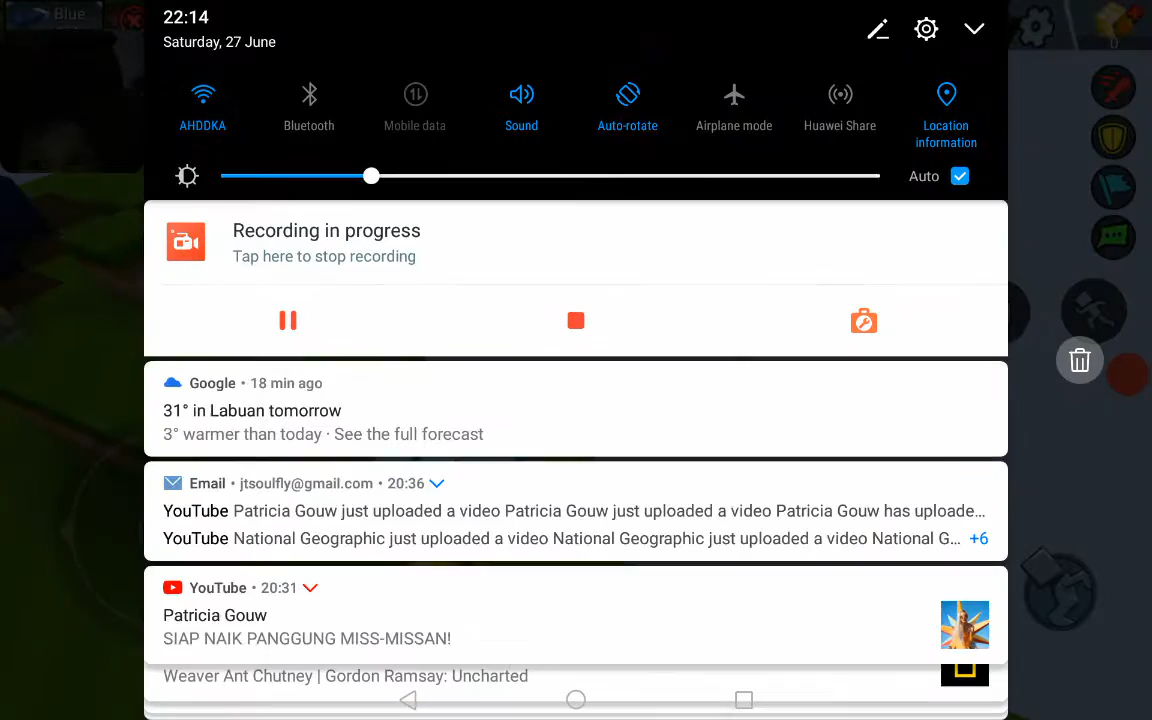 Blue
22:14
Saturday, 27 June
AHDDKA
Bluetooth
Mobile data
Sound
Auto-rotate
Airplane mode
Huawei Share
Location information
Auto
0
Recording in progress
Tap here to stop recording
Google • 18 min ago
31° in Labuan tomorrow
3° warmer than today · See the full forecast
Email • jtsoulfly@gmail.com • 20:36
YouTube Patricia Gouw just uploaded a video Patricia Gouw just uploaded a video Patricia Gouw has uploade...
YouTube National Geographic just uploaded a video National Geographic just uploaded a video National G... +6
YouTube • 20:31
Patricia Gouw
SIAP NAIK PANGGUNG MISS-MISSAN!
Weaver Ant Chutney | Gordon Ramsay: Uncharted